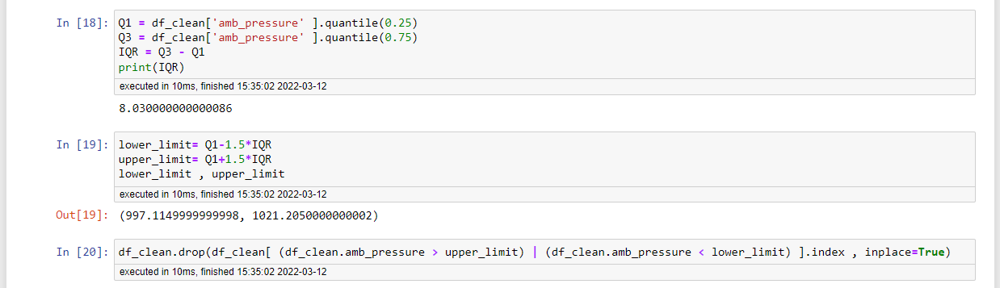 In [18]: Q1 = df_clean['amb_pressure' ].quantile(0.25)
Q3 = df_clean['amb_pressure' ].quantile(0.75)
IQR = Q3 - Q1
print(IQR)
executed in 10ms, finished 15:35:02 2022-03-12
8.030000000000086
In [19]: lower_limit= Q1-1.5*IQR
upper_limit= Q1+1.5*IQR
lower_limit , upper_limit
executed in 10ms, finished 15:35:02 2022-03-12
Out[19]: (997.1149999999998, 1021.2050000000002)
In [20]: df_clean.drop(df_clean[ (df_clean.amb_pressure > upper_limit) | (df_clean.amb_pressure < lower_limit) ].index , inplace=True)
executed in 10ms, finished 15:35:02 2022-03-12